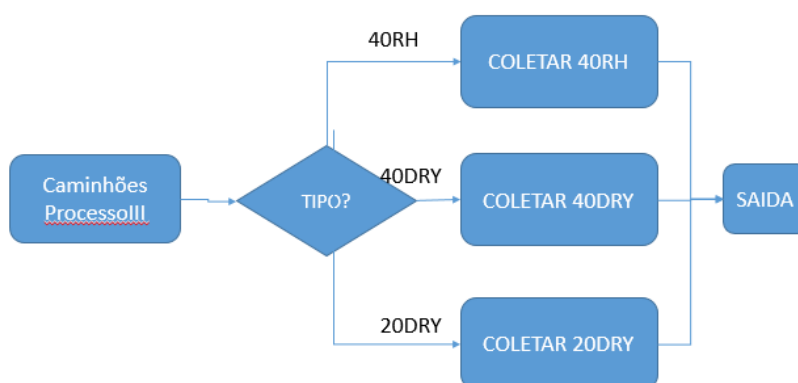 40RH
COLETAR 40RH
Caminhões
ProcessoIII
TIPO?
40DRY
COLETAR 40DRY
SAIDA
20DRY
COLETAR 20DRY